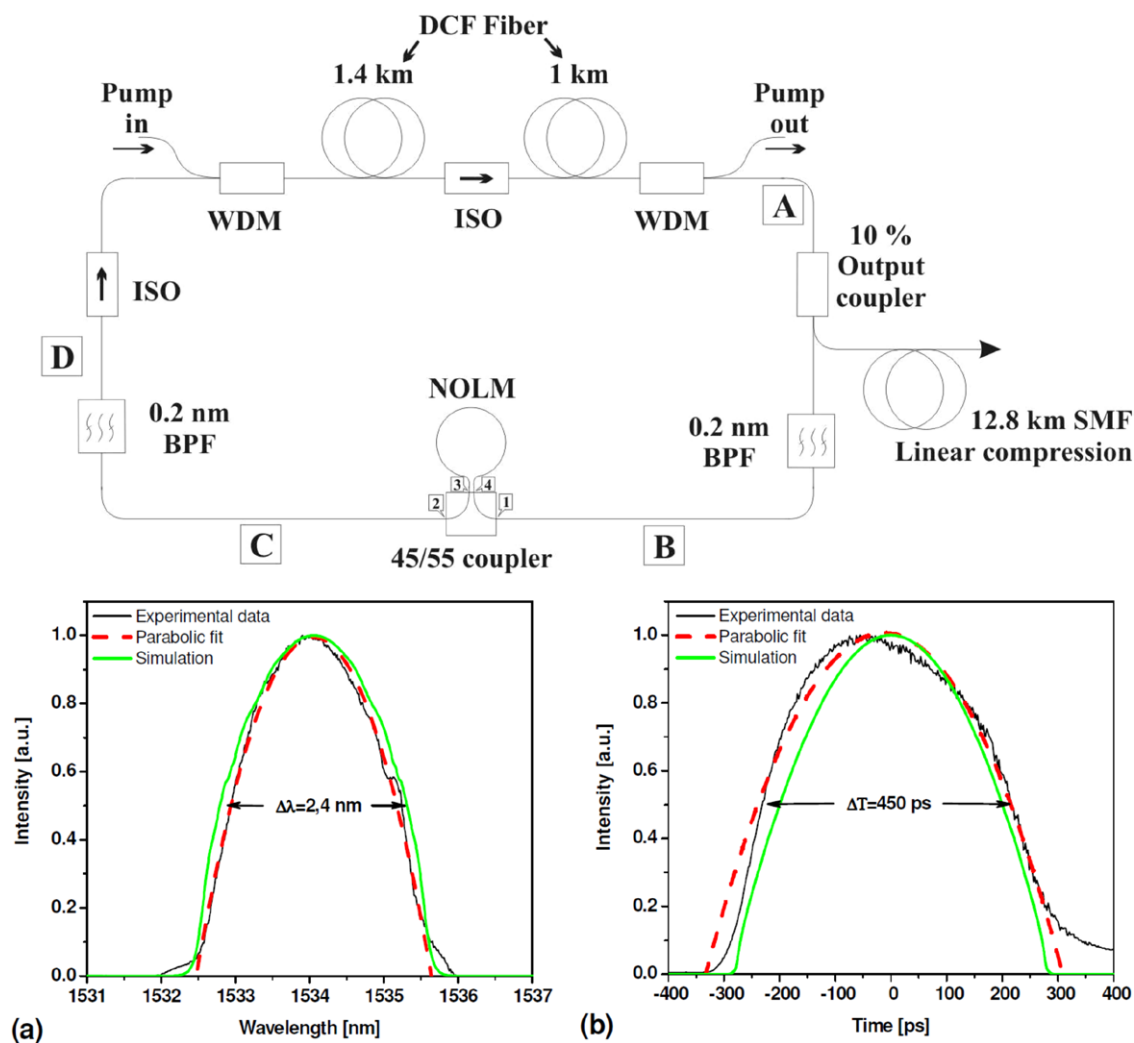 DCF Fiber
1.4 km
1 km
Pump
in
Pump
out
WDM
ISO
WDM
A
10 %
Output
coupler
ISO
D
NOLM
0.2 nm
BPF
0.2 nm
BPF
12.8 km SMF
Linear compression
3
4
2
1
C
B
45/55 coupler
Experimental data
Parabolic fit
Simulation
1.0
0.8
0.6
0.4
0.2
0.0
Intensity [a.u.]
Δλ=2,4 nm
1531
1532
1533
1534
1535
1536
1537
Wavelength [nm]
(a)
Experimental data
Parabolic fit
Simulation
1.0
0.8
0.6
0.4
0.2
0.0
Intensity [a.u.]
ΔT=450 ps
-400
-300
-200
-100
0
100
200
300
400
Time [ps]
(b)